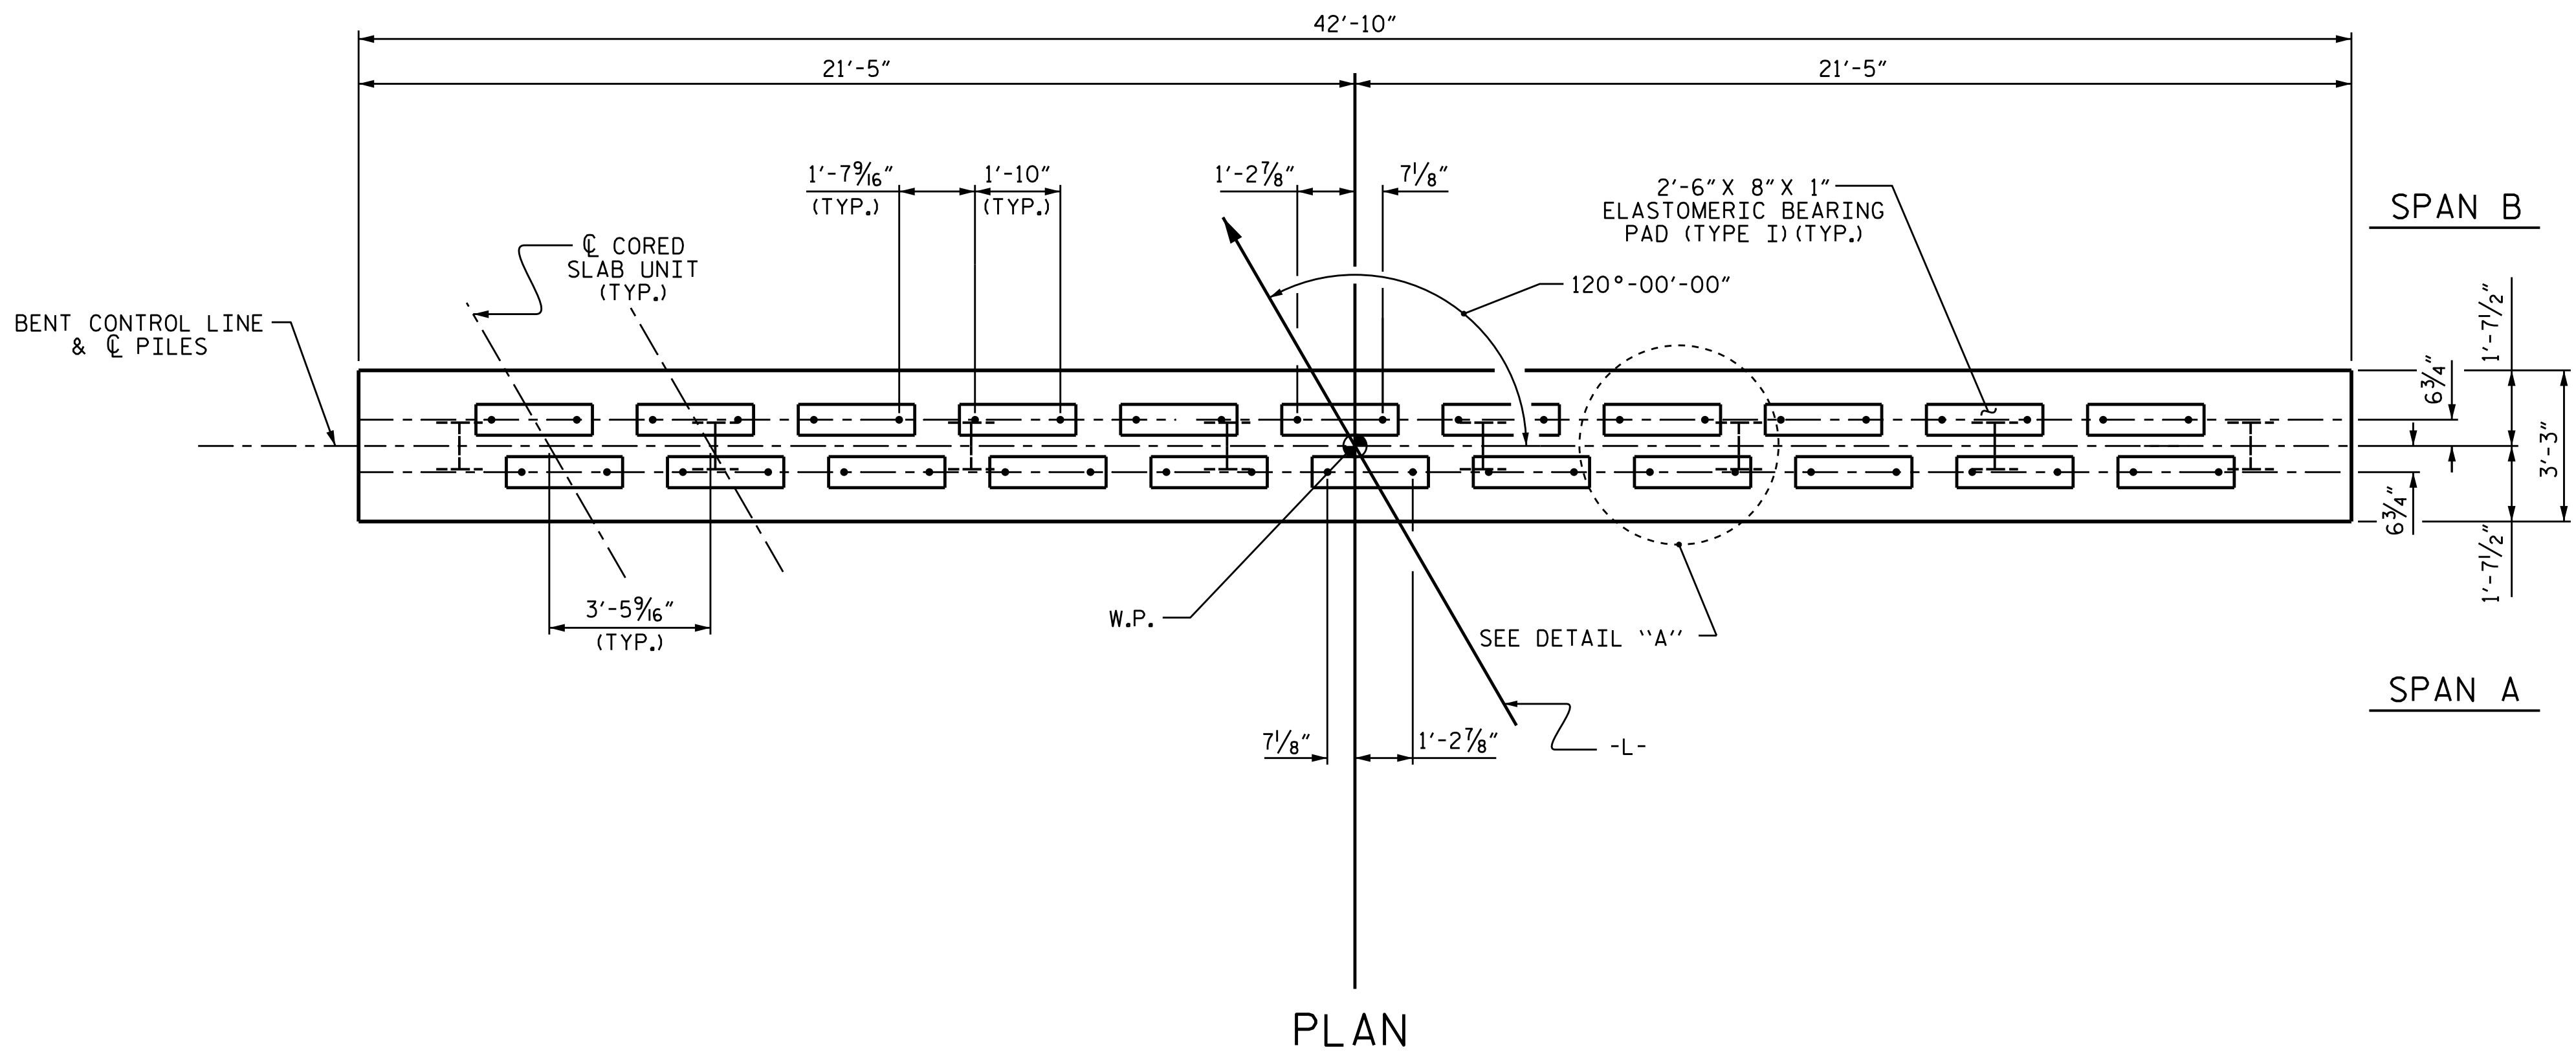 42'-10"
21'-5"
21'-5"
1'-7 9/16"
(TYP.)
1'-10"
(TYP.)
1'-2 7/8"
7 1/8"
2'-6" X 8" X 1"
ELASTOMERIC BEARING
PAD (TYPE I) (TYP.)
SPAN B
℄ CORED
SLAB UNIT
(TYP.)
120°-00'-00"
BENT CONTROL LINE
& ℄ PILES
1'-7 1/2"
6 3/4"
3'-3"
6 3/4"
1'-7 1/2"
3'-5 9/16"
(TYP.)
W.P.
SEE DETAIL "A"
SPAN A
7 1/8"
1'-2 7/8"
-L-
PLAN